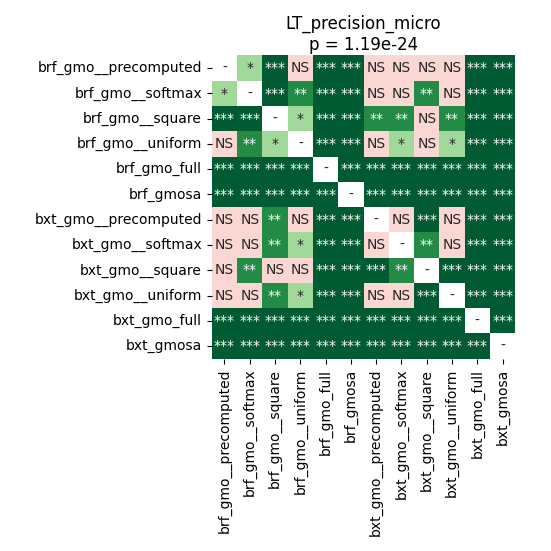 LT_precision_micro
p = 1.19e-24
brf_gmo__precomputed - * *** NS *** *** NS NS NS NS *** ***
brf_gmo__softmax * - *** ** *** *** NS NS ** NS *** ***
brf_gmo__square *** *** - * *** *** ** ** NS ** *** ***
brf_gmo__uniform NS ** * - *** *** NS * NS * *** ***
brf_gmo_full *** *** *** *** - *** *** *** *** *** *** ***
brf_gmosa *** *** *** *** *** - *** *** *** *** *** ***
bxt_gmo__precomputed NS NS ** NS *** *** - NS *** NS *** ***
bxt_gmo__softmax NS NS ** * *** *** NS - ** NS *** ***
bxt_gmo__square NS ** NS NS *** *** *** ** - *** *** ***
bxt_gmo__uniform NS NS ** * *** *** NS NS *** - *** ***
bxt_gmo_full *** *** *** *** *** *** *** *** *** *** - ***
bxt_gmosa *** *** *** *** *** *** *** *** *** *** *** -
brf_gmo__precomputed
brf_gmo__softmax
brf_gmo__square
brf_gmo__uniform
brf_gmo_full
brf_gmosa
bxt_gmo__precomputed
bxt_gmo__softmax
bxt_gmo__square
bxt_gmo__uniform
bxt_gmo_full
bxt_gmosa